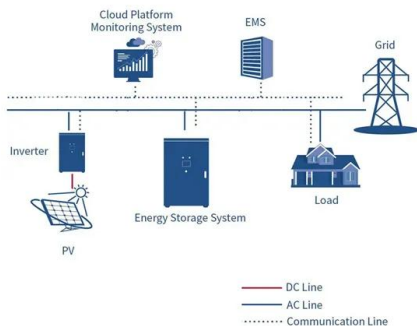 Cloud Platform
Monitoring System
EMS
Grid
Inverter
Energy Storage System
Load
PV
DC Line
AC Line
Communication Line